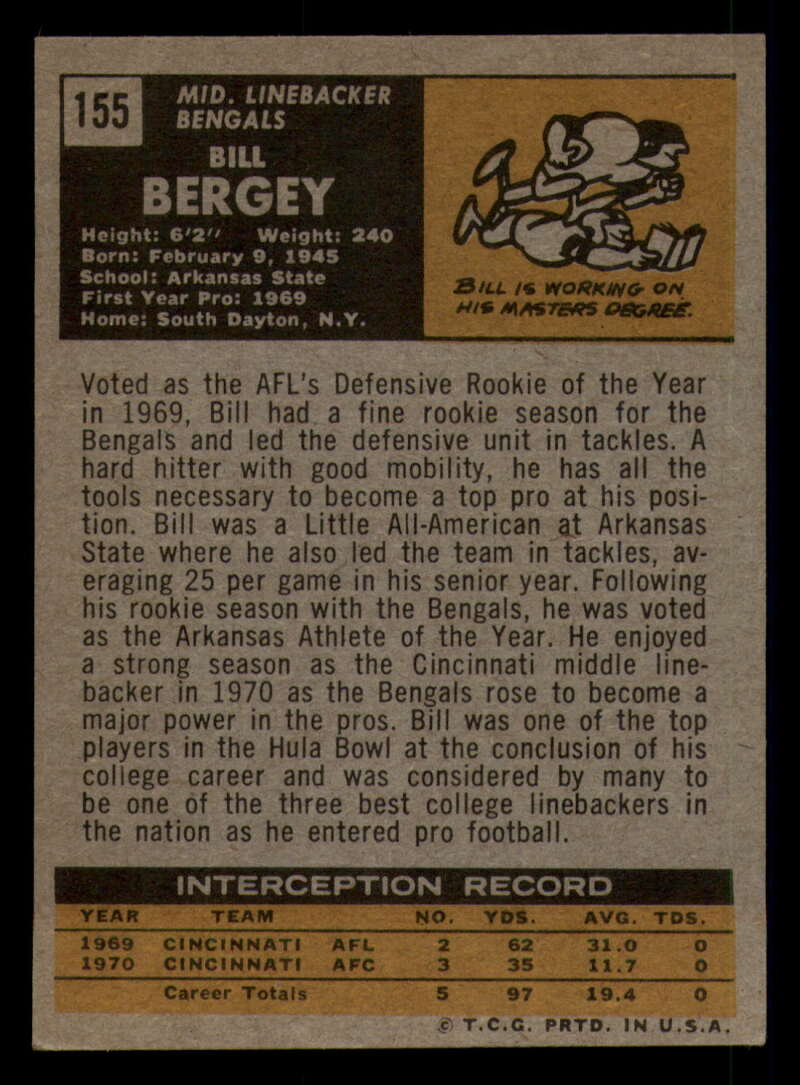 155
MID. LINEBACKER
BENGALS
BILL
BERGEY
Height: 6'2" Weight: 240
Born: February 9, 1945
School: Arkansas State
First Year Pro: 1969
Home: South Dayton, N.Y.
BILL IS WORKING ON
HIS MASTERS DEGREE.
Voted as the AFL's Defensive Rookie of the Year
in 1969, Bill had a fine rookie season for the
Bengals and led the defensive unit in tackles. A
hard hitter with good mobility, he has all the
tools necessary to become a top pro at his posi-
tion. Bill was a Little All-American at Arkansas
State where he also led the team in tackles, av-
eraging 25 per game in his senior year. Following
his rookie season with the Bengals, he was voted
as the Arkansas Athlete of the Year. He enjoyed
a strong season as the Cincinnati middle line-
backer in 1970 as the Bengals rose to become a
major power in the pros. Bill was one of the top
players in the Hula Bowl at the conclusion of his
college career and was considered by many to
be one of the three best college linebackers in
the nation as he entered pro football.
INTERCEPTION RECORD
YEAR TEAM NO. YDS. AVG. TDS.
1969 CINCINNATI AFL 2 62 31.0 0
1970 CINCINNATI AFC 3 35 11.7 0
Career Totals 5 97 19.4 0
© T.C.G. PRTD. IN U.S.A.